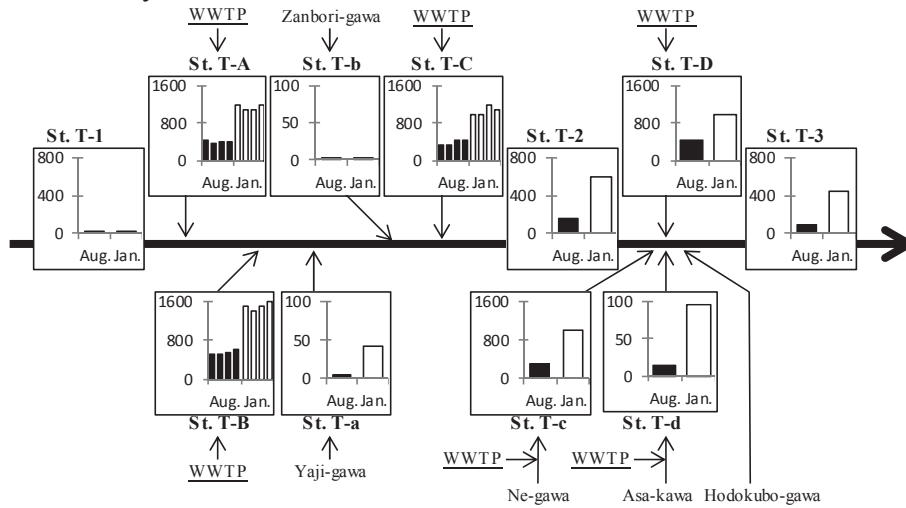 WWTP
Zanbori-gawa
WWTP
WWTP
St. T-A
St. T-b
St. T-C
St. T-D
1600
800
0
Aug. Jan.
100
50
0
Aug. Jan.
1600
800
0
Aug. Jan.
1600
800
0
Aug. Jan.
St. T-1
800
400
0
Aug. Jan.
St. T-2
800
400
0
Aug. Jan.
St. T-3
800
400
0
Aug. Jan.
1600
800
0
Aug. Jan.
St. T-B
WWTP
100
50
0
Aug. Jan.
St. T-a
Yaji-gawa
1600
800
0
Aug. Jan.
St. T-c
WWTP
Ne-gawa
100
50
0
Aug. Jan.
St. T-d
WWTP
Asa-kawa
Hodokubo-gawa